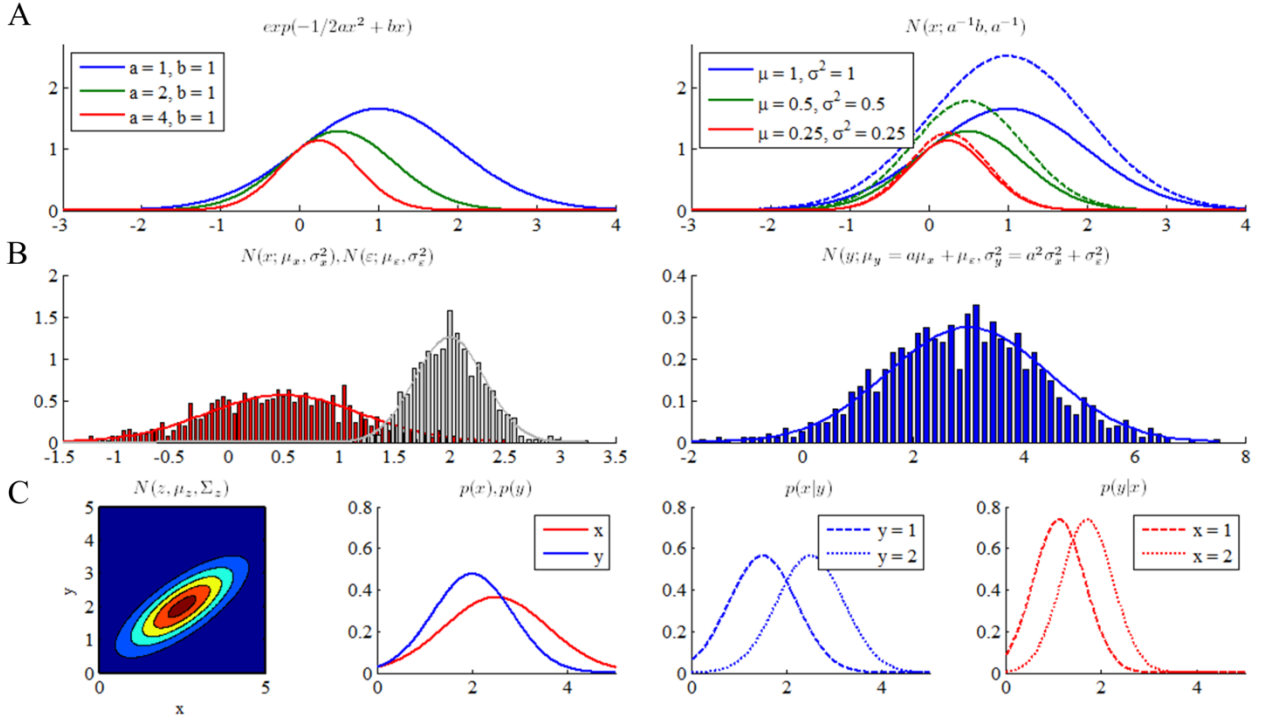 A
exp(−1/2ax² + bx)
a = 1, b = 1
a = 2, b = 1
a = 4, b = 1
2
1
0
-3 -2 -1 0 1 2 3 4
N(x; a⁻¹b, a⁻¹)
μ = 1, σ² = 1
μ = 0.5, σ² = 0.5
μ = 0.25, σ² = 0.25
2
1
0
-3 -2 -1 0 1 2 3 4
B
N(x; μₓ, σ²ₓ), N(ε; μ_ε, σ²_ε)
2
1.5
1
0.5
0
-1.5 -1 -0.5 0 0.5 1 1.5 2 2.5 3 3.5
N(y; μ_y = aμₓ + μ_ε, σ²_y = a²σ²ₓ + σ²_ε)
0.4
0.3
0.2
0.1
0
-2 0 2 4 6 8
C
N(z, μ_z, Σ_z)
5
4
3
2
1
0
y
0 5
x
p(x), p(y)
x
y
0.8
0.6
0.4
0.2
0
0 2 4
p(x|y)
y = 1
y = 2
0.8
0.6
0.4
0.2
0
0 2 4
p(y|x)
x = 1
x = 2
0.8
0.6
0.4
0.2
0
0 2 4